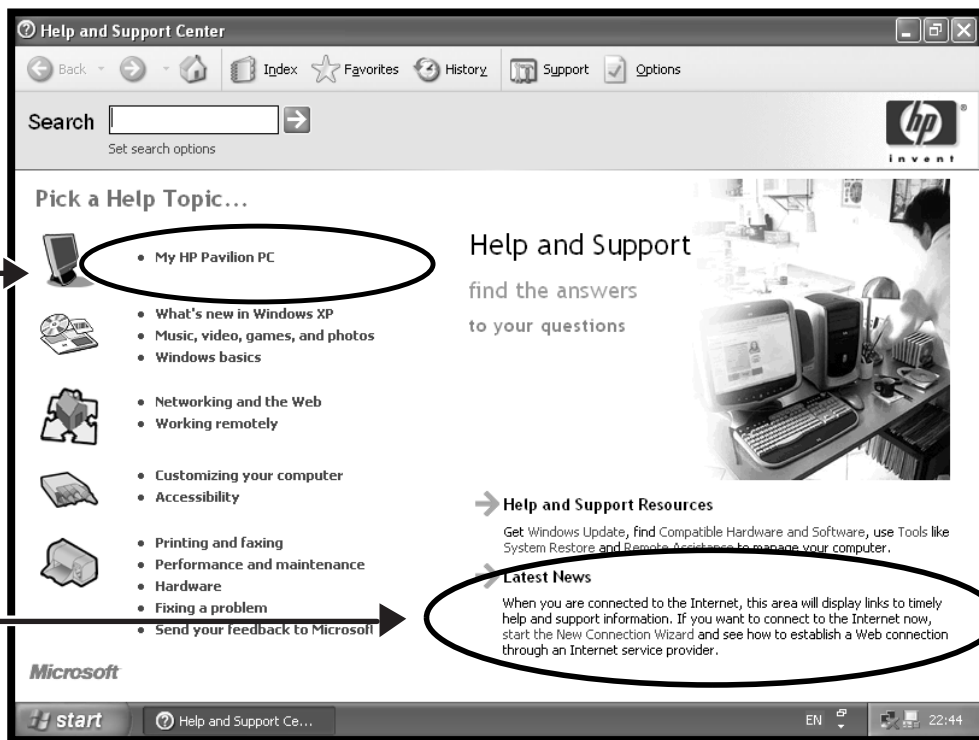 Help and Support Center
Back
Index
Favorites
History
Support
Options
Search
Set search options
hp
invent
Pick a Help Topic...
My HP Pavilion PC
What's new in Windows XP
Music, video, games, and photos
Windows basics
Networking and the Web
Working remotely
Customizing your computer
Accessibility
Printing and faxing
Performance and maintenance
Hardware
Fixing a problem
Send your feedback to Microsoft
Help and Support
find the answers
to your questions
Help and Support Resources
Get Windows Update, find Compatible Hardware and Software, use Tools like
System Restore and Remote Assistance to manage your computer.
Latest News
When you are connected to the Internet, this area will display links to timely
help and support information. If you want to connect to the Internet now,
start the New Connection Wizard and see how to establish a Web connection
through an Internet service provider.
Microsoft
start
Help and Support Ce...
EN
22:44